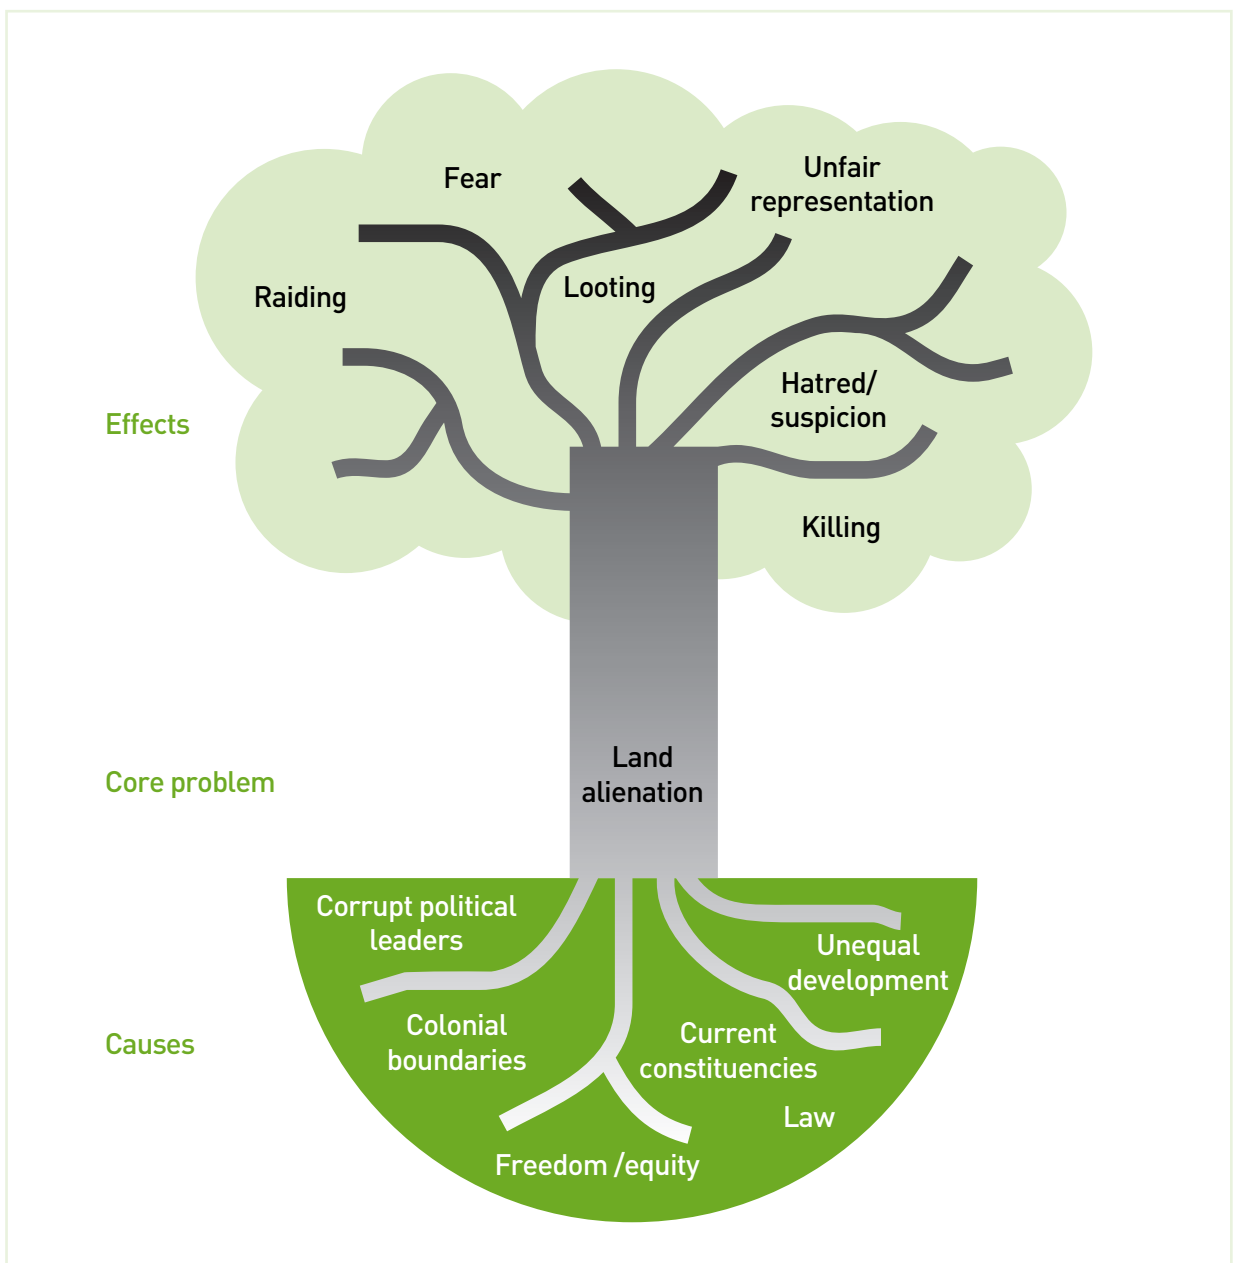 Fear
Unfair
representation
Raiding
Looting
Hatred/
suspicion
Effects
Killing
Land
alienation
Core problem
Corrupt political
leaders
Unequal
development
Colonial
boundaries
Current
constituencies
Causes
Law
Freedom /equity